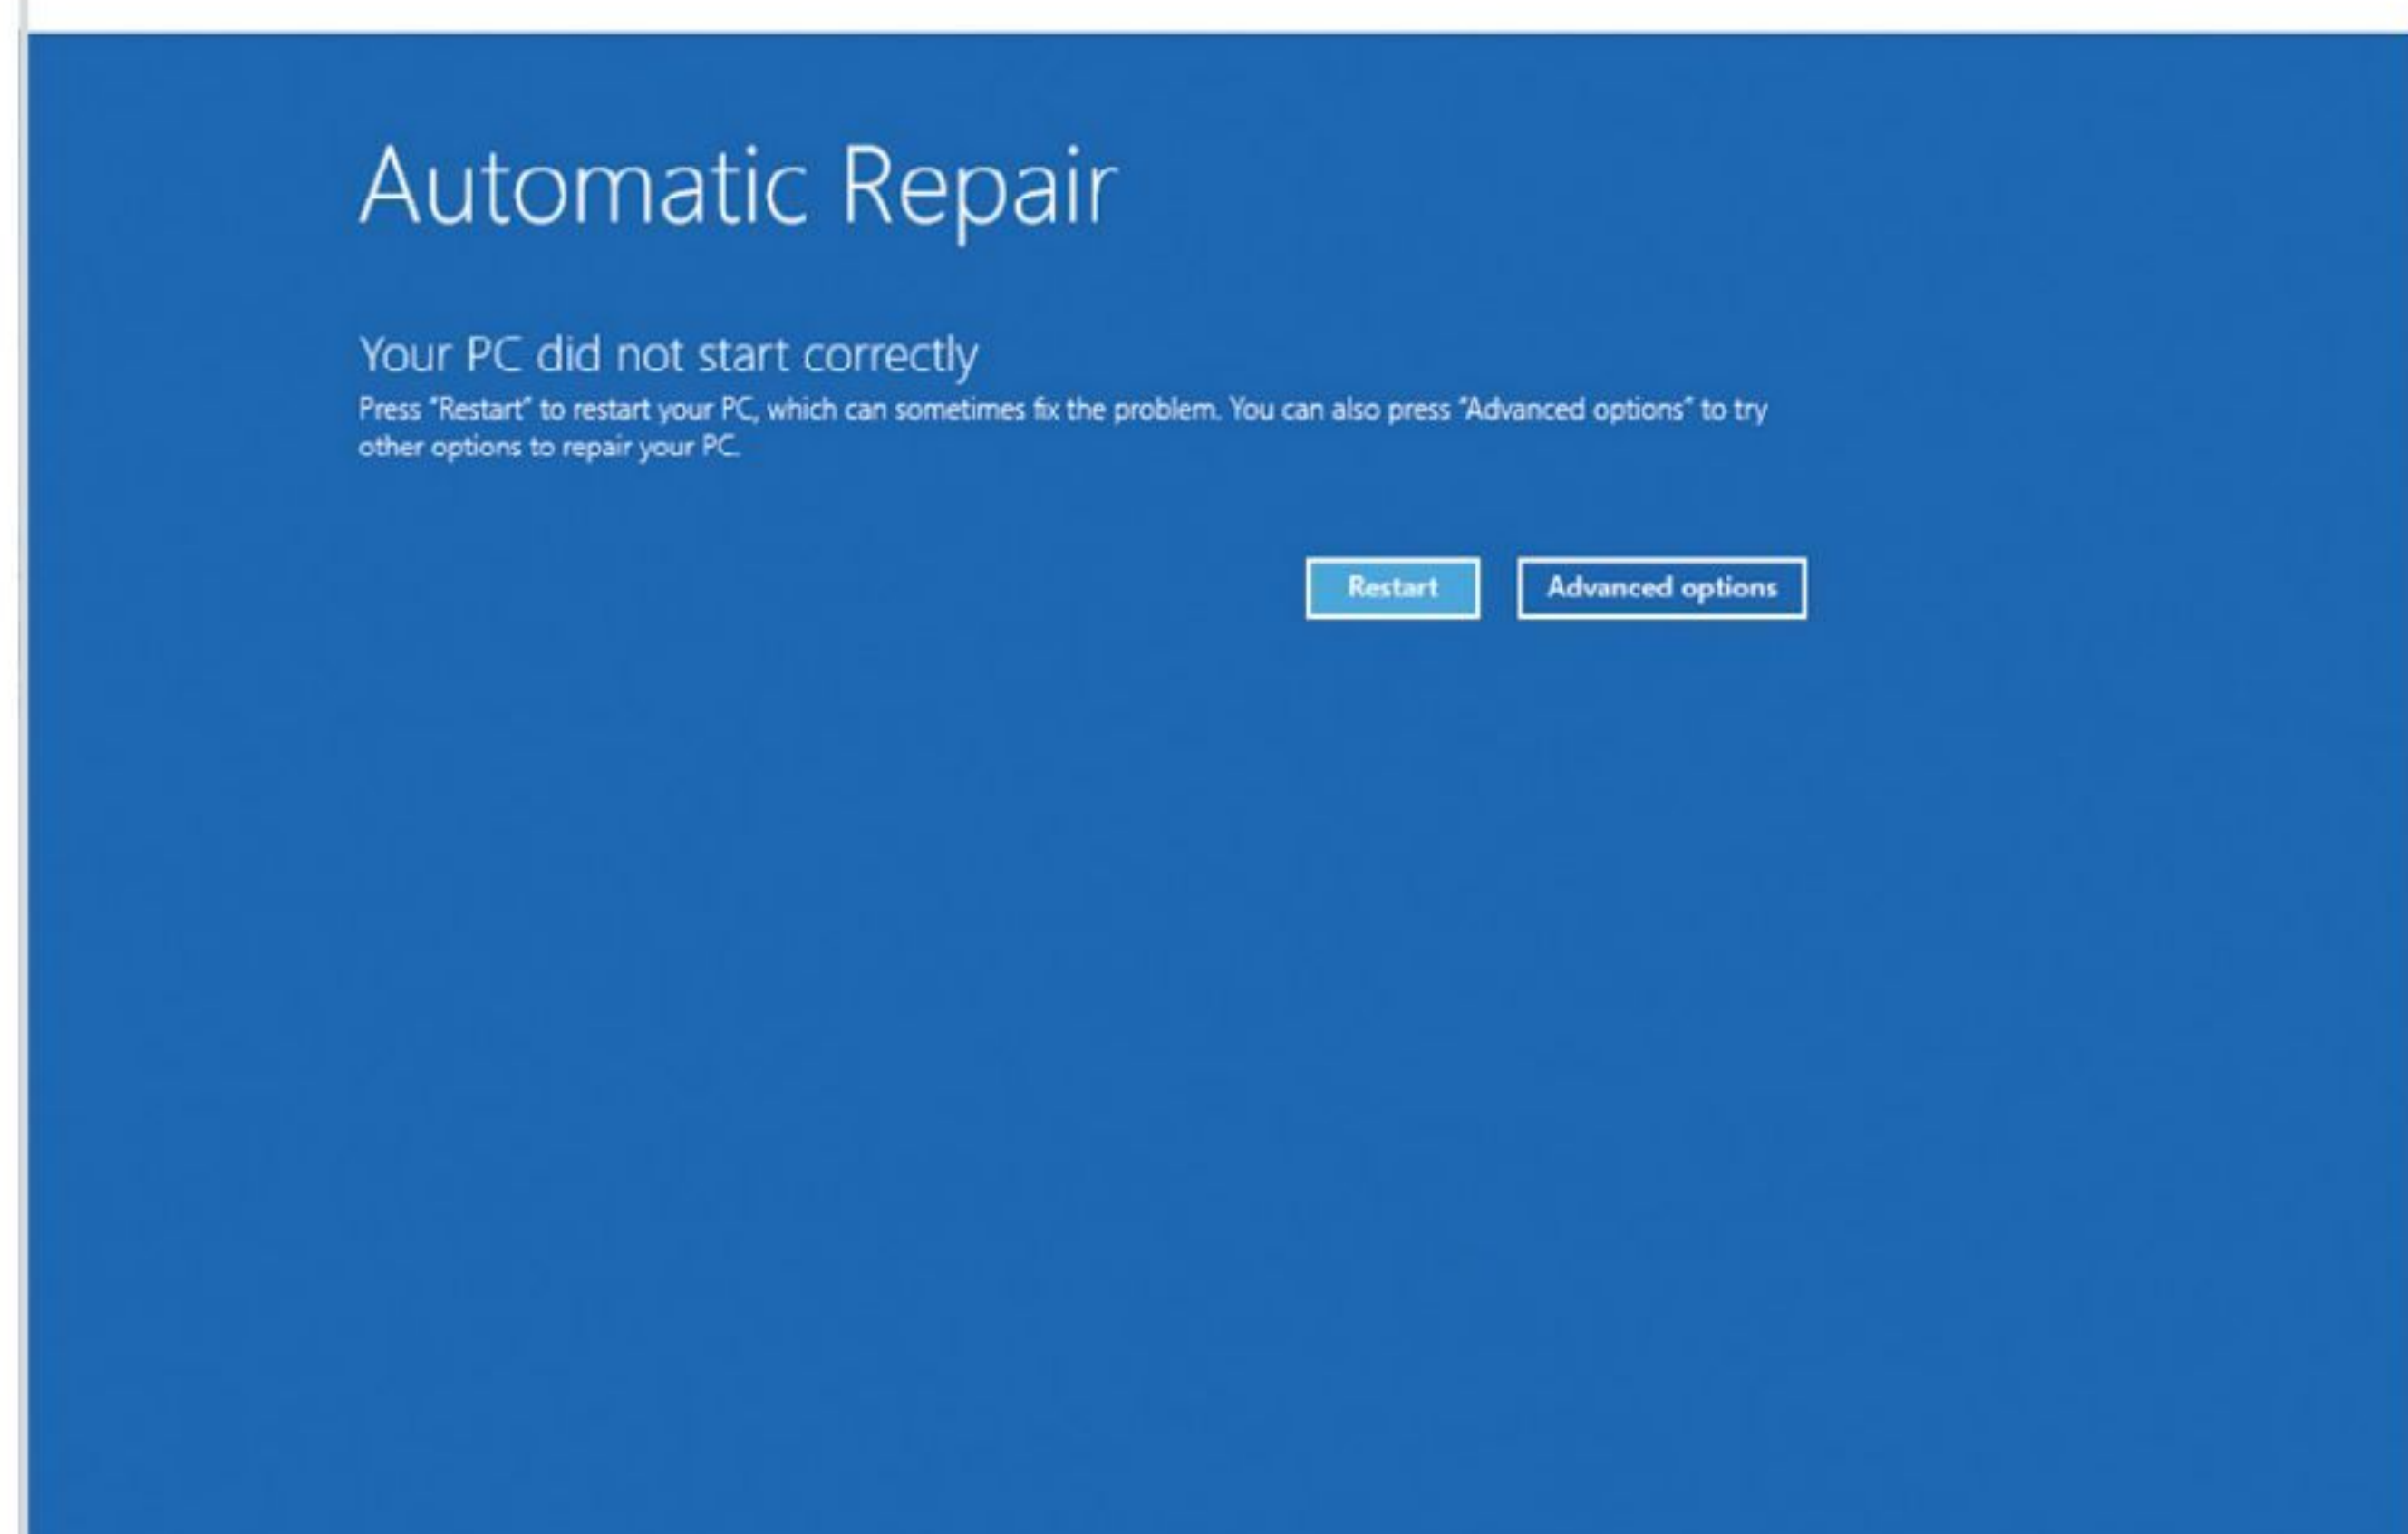 Automatic Repair
Your PC did not start correctly
Press "Restart" to restart your PC, which can sometimes fix the problem. You can also press "Advanced options" to try
other options to repair your PC.
Restart
Advanced options